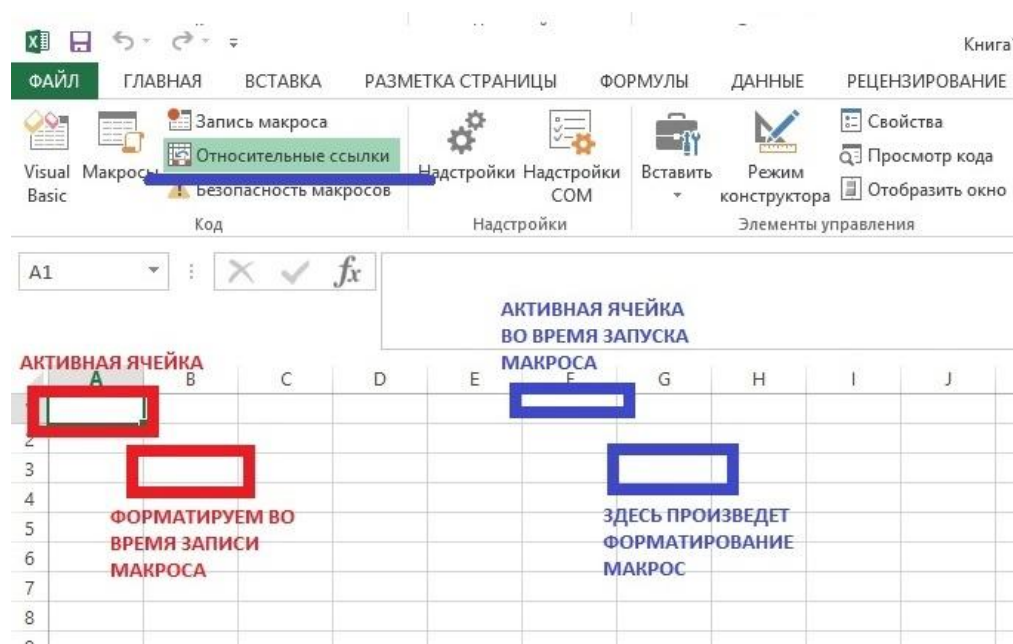 Книга
ФАЙЛ ГЛАВНАЯ ВСТАВКА РАЗМЕТКА СТРАНИЦЫ ФОРМУЛЫ ДАННЫЕ РЕЦЕНЗИРОВАНИЕ
Visual Basic
Макросы
Запись макроса
Относительные ссылки
Безопасность макросов
Код
Надстройки
Надстройки COM
Надстройки
Вставить
Режим конструктора
Свойства
Просмотр кода
Отобразить окно
Элементы управления
A1
fx
АКТИВНАЯ ЯЧЕЙКА
ВО ВРЕМЯ ЗАПУСКА
МАКРОСА
АКТИВНАЯ ЯЧЕЙКА
A B C D E F G H I J
2
3
4
5
6
7
8
ФОРМАТИРУЕМ ВО
ВРЕМЯ ЗАПИСИ
МАКРОСА
ЗДЕСЬ ПРОИЗВЕДЕТ
ФОРМАТИРОВАНИЕ
МАКРОС